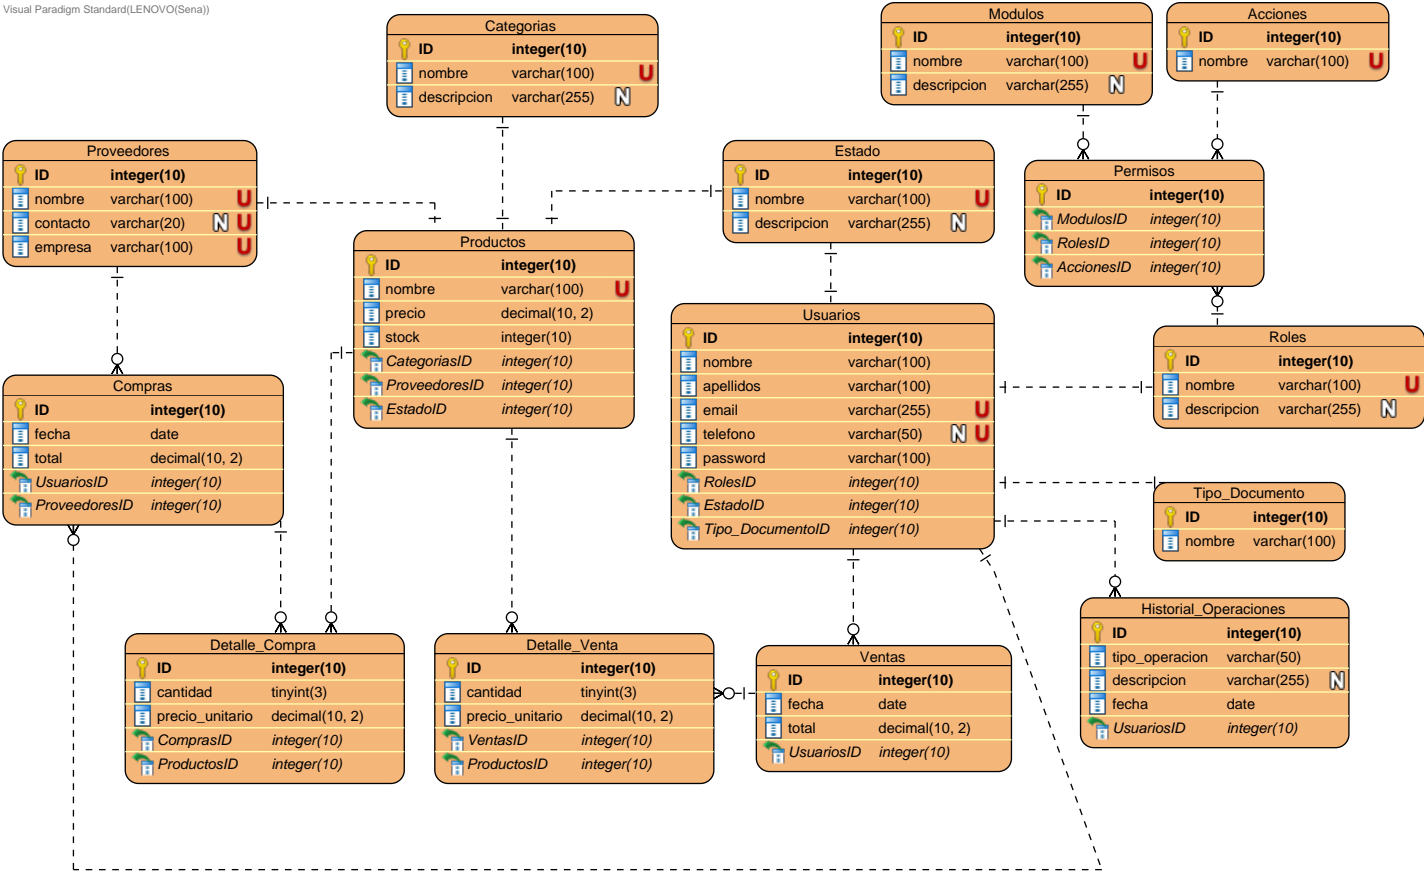 Visual Paradigm Standard(LENOVO(Sena))
Categorias
ID integer(10)
nombre varchar(100) U
descripcion varchar(255) N
Modulos
ID integer(10)
nombre varchar(100) U
descripcion varchar(255) N
Acciones
ID integer(10)
nombre varchar(100) U
Proveedores
ID integer(10)
nombre varchar(100) U
contacto varchar(20) N U
empresa varchar(100) U
Estado
ID integer(10)
nombre varchar(100) U
descripcion varchar(255) N
Permisos
ID integer(10)
ModulosID integer(10)
RolesID integer(10)
AccionesID integer(10)
Productos
ID integer(10)
nombre varchar(100) U
precio decimal(10, 2)
stock integer(10)
CategoriasID integer(10)
ProveedoresID integer(10)
EstadoID integer(10)
Usuarios
ID integer(10)
nombre varchar(100)
apellidos varchar(100)
email varchar(255) U
telefono varchar(50) N U
password varchar(100)
RolesID integer(10)
EstadoID integer(10)
Tipo_DocumentoID integer(10)
Roles
ID integer(10)
nombre varchar(100) U
descripcion varchar(255) N
Compras
ID integer(10)
fecha date
total decimal(10, 2)
UsuariosID integer(10)
ProveedoresID integer(10)
Tipo_Documento
ID integer(10)
nombre varchar(100)
Historial_Operaciones
ID integer(10)
tipo_operacion varchar(50)
descripcion varchar(255) N
fecha date
UsuariosID integer(10)
Detalle_Compra
ID integer(10)
cantidad tinyint(3)
precio_unitario decimal(10, 2)
ComprasID integer(10)
ProductosID integer(10)
Detalle_Venta
ID integer(10)
cantidad tinyint(3)
precio_unitario decimal(10, 2)
VentasID integer(10)
ProductosID integer(10)
Ventas
ID integer(10)
fecha date
total decimal(10, 2)
UsuariosID integer(10)